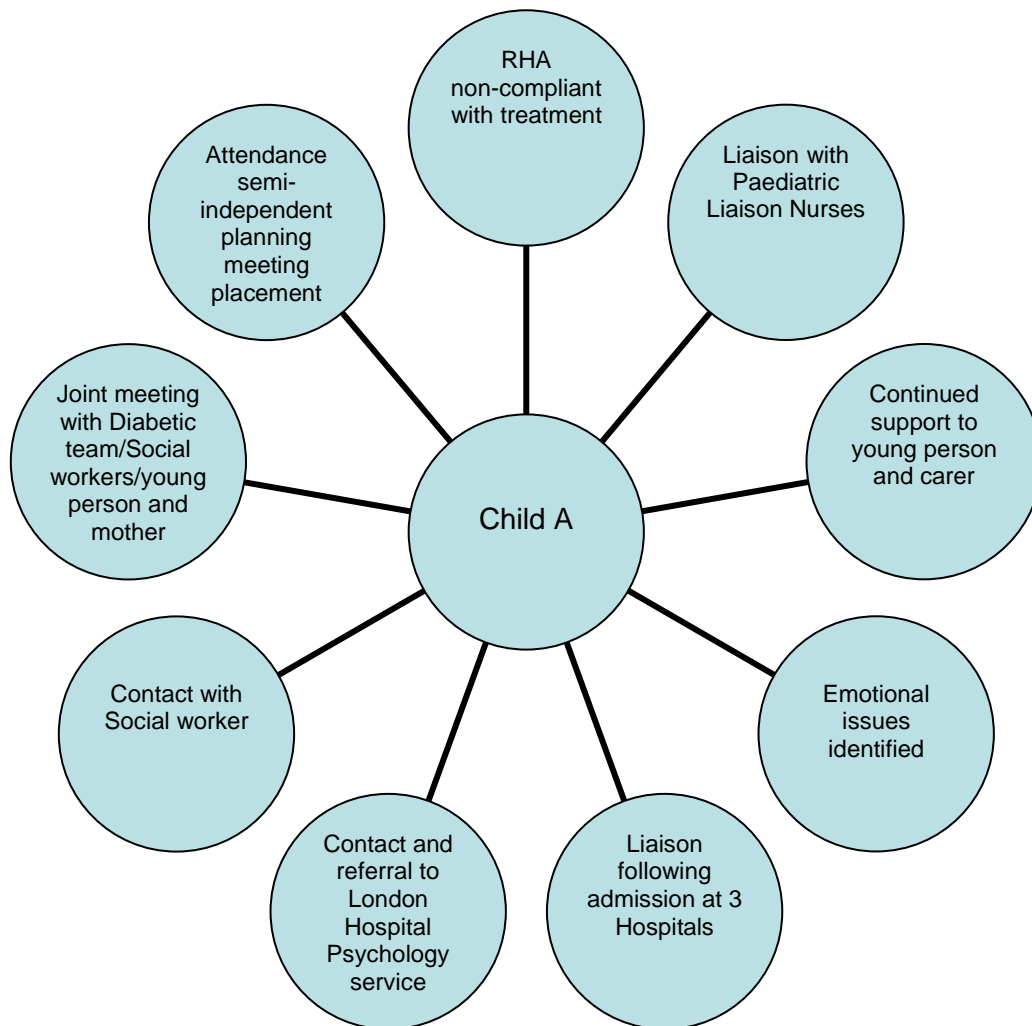 RHA
non-compliant
with treatment
Liaison with
Paediatric
Liaison Nurses
Continued
support to
young person
and carer
Emotional
issues
identified
Liaison
following
admission at 3
Hospitals
Contact and
referral to
London
Hospital
Psychology
service
Contact with
Social worker
Joint meeting
with Diabetic
team/Social
workers/young
person and
mother
Attendance
semi-
independent
planning
meeting
placement
Child A